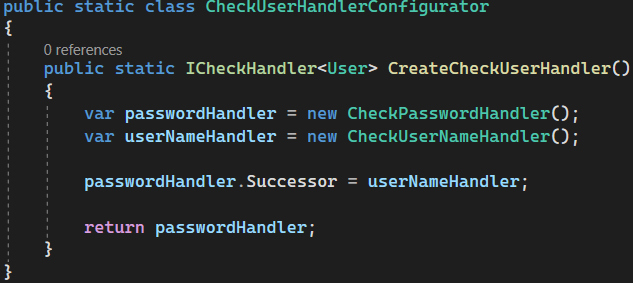 public static class CheckUserHandlerConfigurator
{
0 references
public static ICheckHandler<User> CreateCheckUserHandler()
{
var passwordHandler = new CheckPasswordHandler();
var userNameHandler = new CheckUserNameHandler();
passwordHandler.Successor = userNameHandler;
return passwordHandler;
}
}